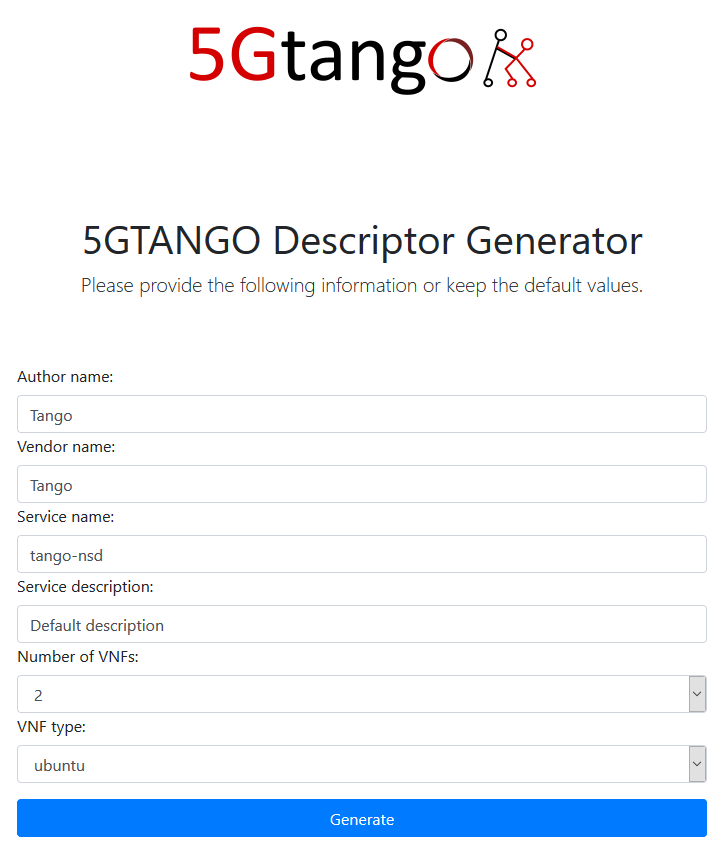 5Gtango
5GTANGO Descriptor Generator
Please provide the following information or keep the default values.
Author name:
Tango
Vendor name:
Tango
Service name:
tango-nsd
Service description:
Default description
Number of VNFs:
2
VNF type:
ubuntu
Generate